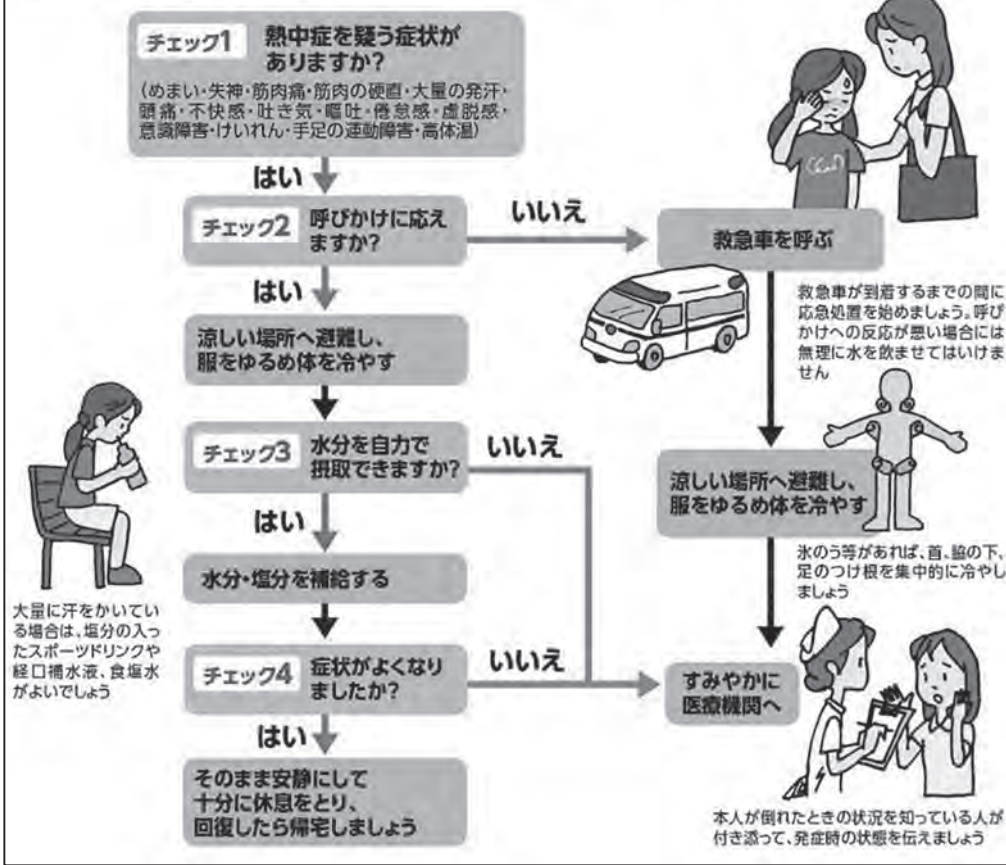 チェック1 熱中症を疑う症状が
ありますか?
(めまい・失神・筋肉痛・筋肉の硬直・大量の発汗・
頭痛・不快感・吐き気・嘔吐・倦怠感・虚脱感・
意識障害・けいれん・手足の運動障害・高体温)
はい
チェック2 呼びかけに応え
ますか?
いいえ
救急車を呼ぶ
救急車が到着するまでの間に
応急処置を始めましょう。呼び
かけへの反応が悪い場合には
無理に水を飲ませてはいけま
せん
はい
涼しい場所へ避難し、
服をゆるめ体を冷やす
チェック3 水分を自力で
摂取できますか?
いいえ
涼しい場所へ避難し、
服をゆるめ体を冷やす
氷のう等があれば、首、脇の下、
足のつけ根を集中的に冷やし
ましょう
はい
水分・塩分を補給する
大量に汗をかいてい
る場合は、塩分の入っ
たスポーツドリンクや
経口補水液、食塩水
がよいでしょう
チェック4 症状がよくなり
ましたか?
いいえ
すみやかに
医療機関へ
はい
そのまま安静にして
十分に休息をとり、
回復したら帰宅しましょう
本人が倒れたときの状況を知っている人が
付き添って、発症時の状態を伝えましょう